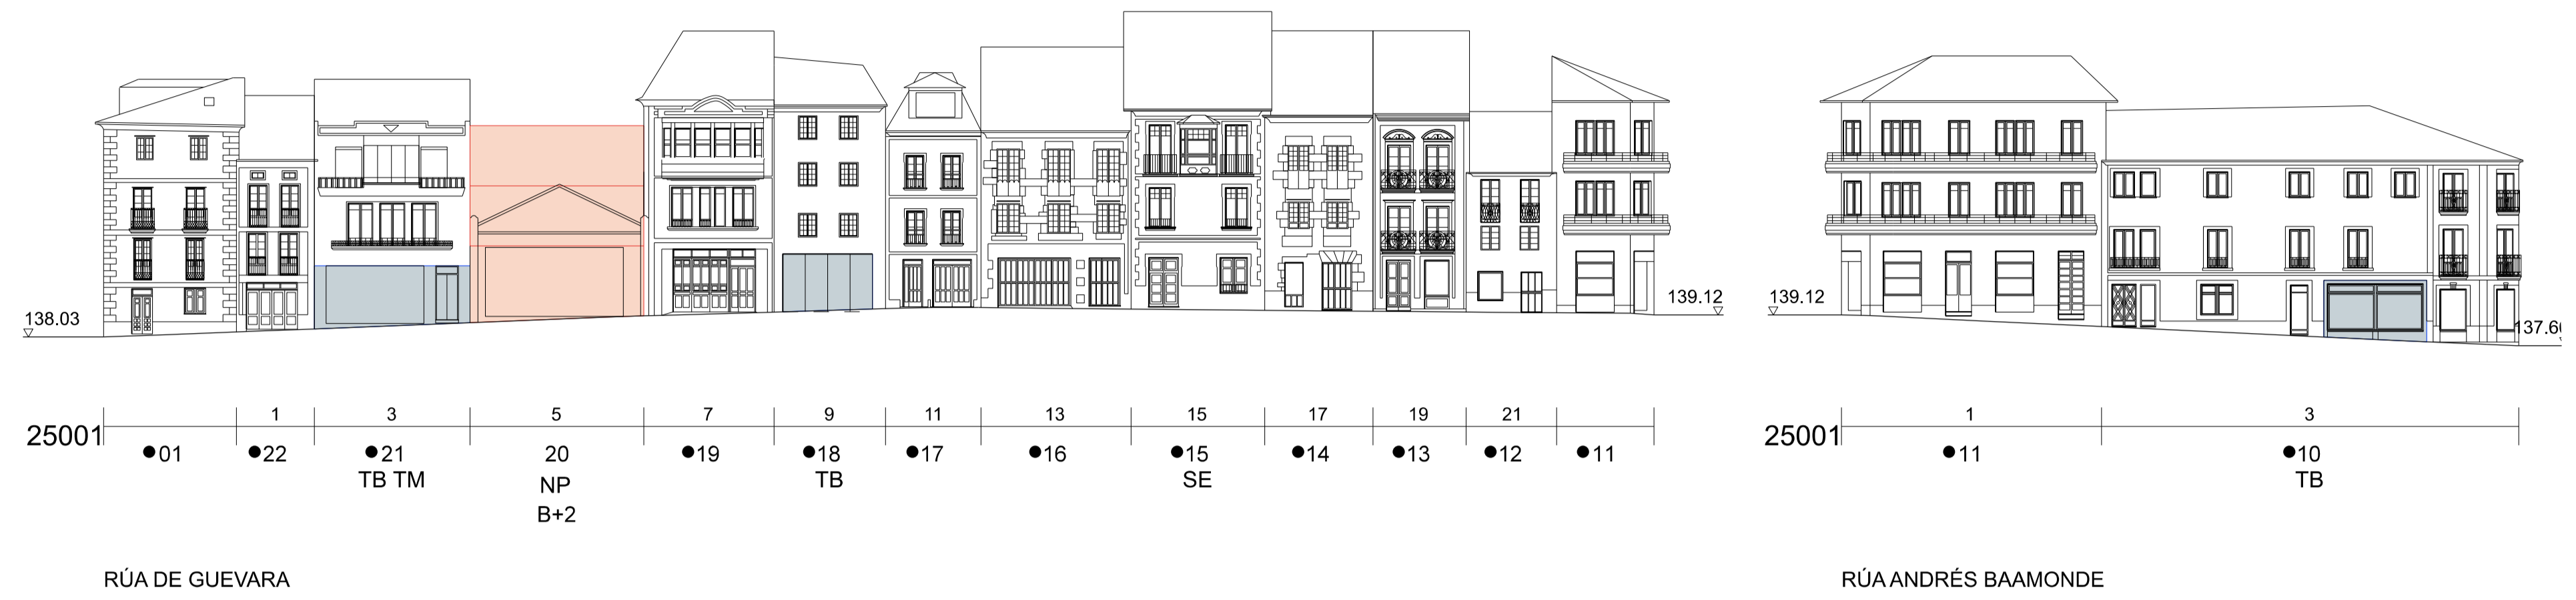 138.03
139.12
139.12
137.6
1 3 5 7 9 11 13 15 17 19 21
1 3
25001
25001
●01 ●22 ●21 20 ●19 ●18 ●17 ●16 ●15 ●14 ●13 ●12 ●11
●11 ●10
TB TM TB SE
TB
NP
B+2
RÚA DE GUEVARA
RÚA ANDRÉS BAAMONDE